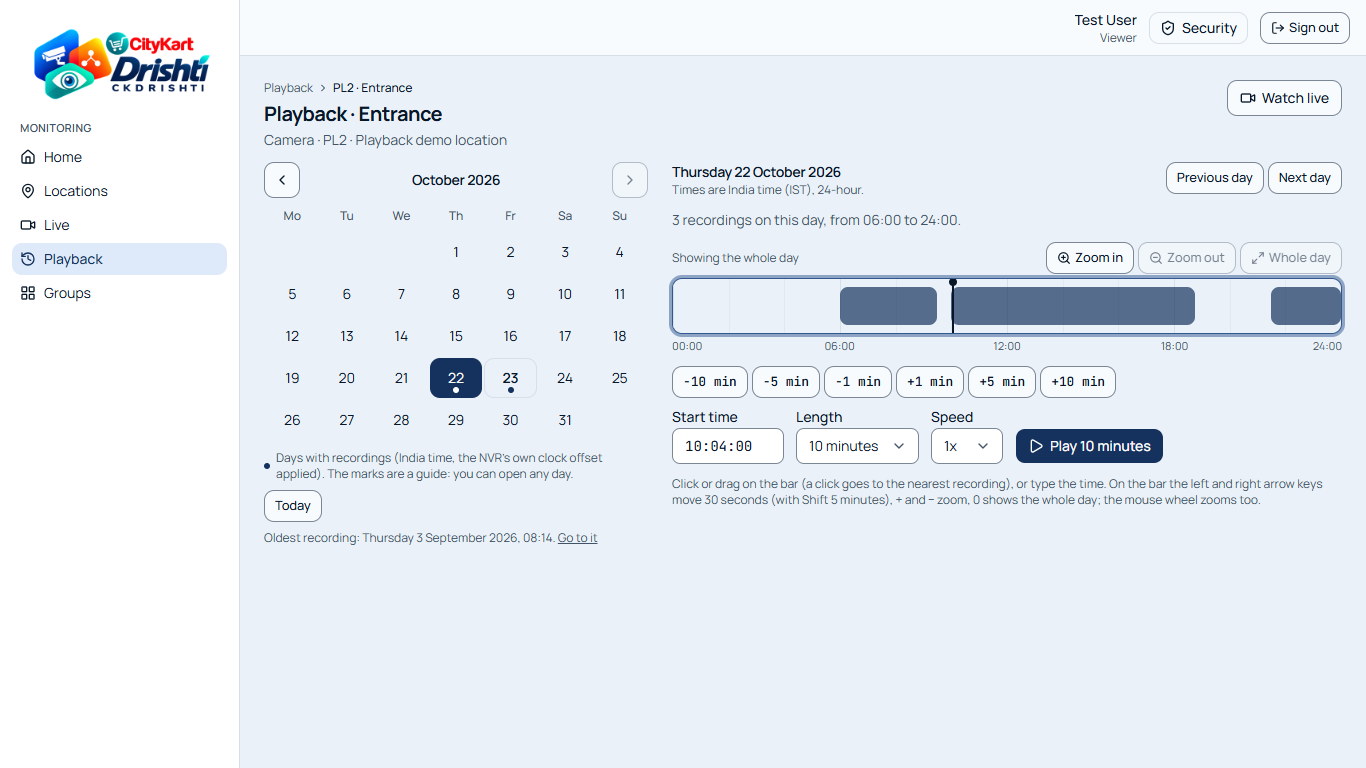 CityKart
Drishti
CKDRISHTI
MONITORING
Home
Locations
Live
Playback
Groups
Test User
Viewer
Security
Sign out
Playback > PL2 · Entrance
Playback · Entrance
Camera · PL2 · Playback demo location
Watch live
October 2026
Mo Tu We Th Fr Sa Su
1 2 3 4
5 6 7 8 9 10 11
12 13 14 15 16 17 18
19 20 21 22 23 24 25
26 27 28 29 30 31
Days with recordings (India time, the NVR's own clock offset
applied). The marks are a guide: you can open any day.
Today
Oldest recording: Thursday 3 September 2026, 08:14. Go to it
Thursday 22 October 2026
Times are India time (IST), 24-hour.
Previous day
Next day
3 recordings on this day, from 06:00 to 24:00.
Showing the whole day
Zoom in
Zoom out
Whole day
00:00 06:00 12:00 18:00 24:00
-10 min -5 min -1 min +1 min +5 min +10 min
Start time Length Speed
10:04:00 10 minutes 1x Play 10 minutes
Click or drag on the bar (a click goes to the nearest recording), or type the time. On the bar the left and right arrow keys
move 30 seconds (with Shift 5 minutes), + and − zoom, 0 shows the whole day; the mouse wheel zooms too.